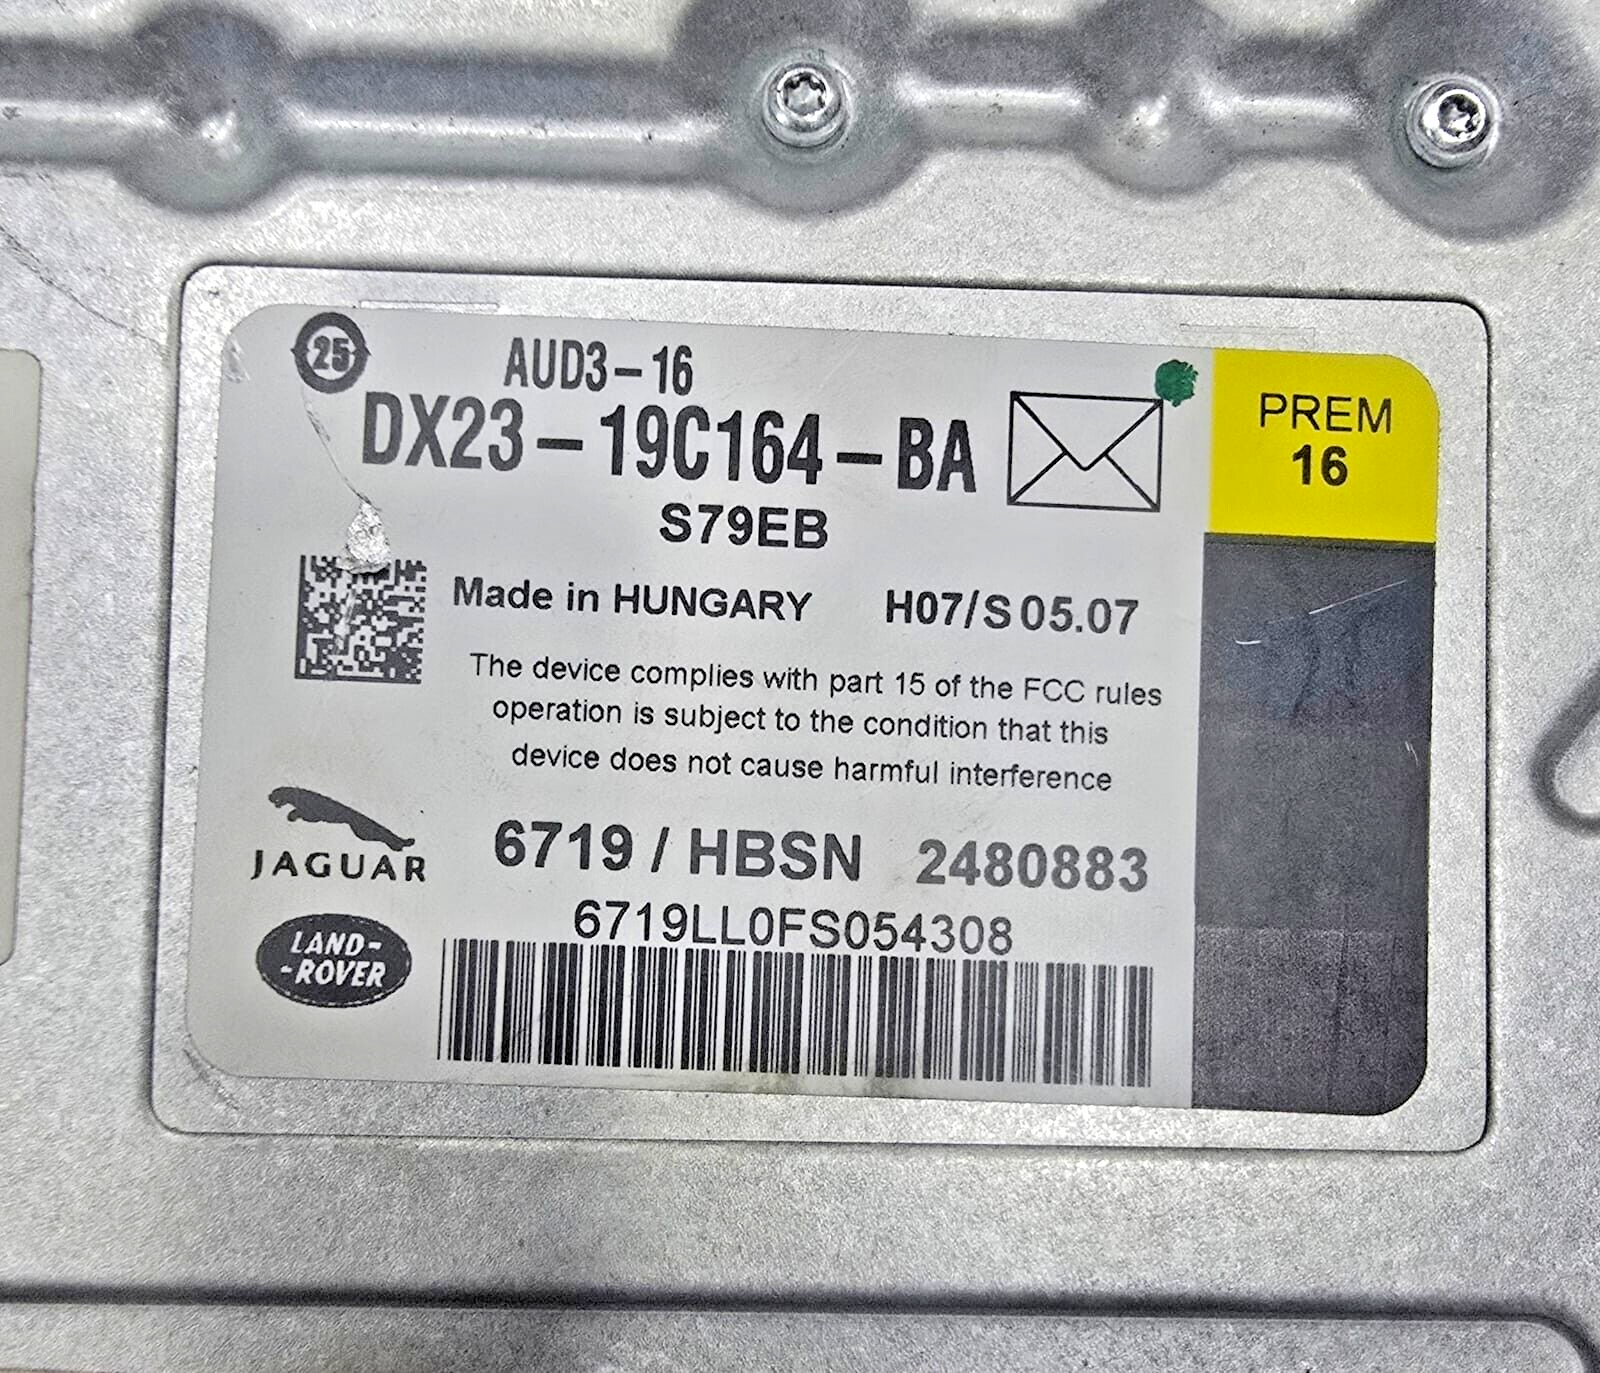 25
AUD3-16
DX23-19C164-BA
PREM
16
S79EB
Made in HUNGARY H07/S 05.07
The device complies with part 15 of the FCC rules
operation is subject to the condition that this
device does not cause harmful interference
JAGUAR
6719 / HBSN 2480883
6719LL0FS054308
LAND-
-ROVER